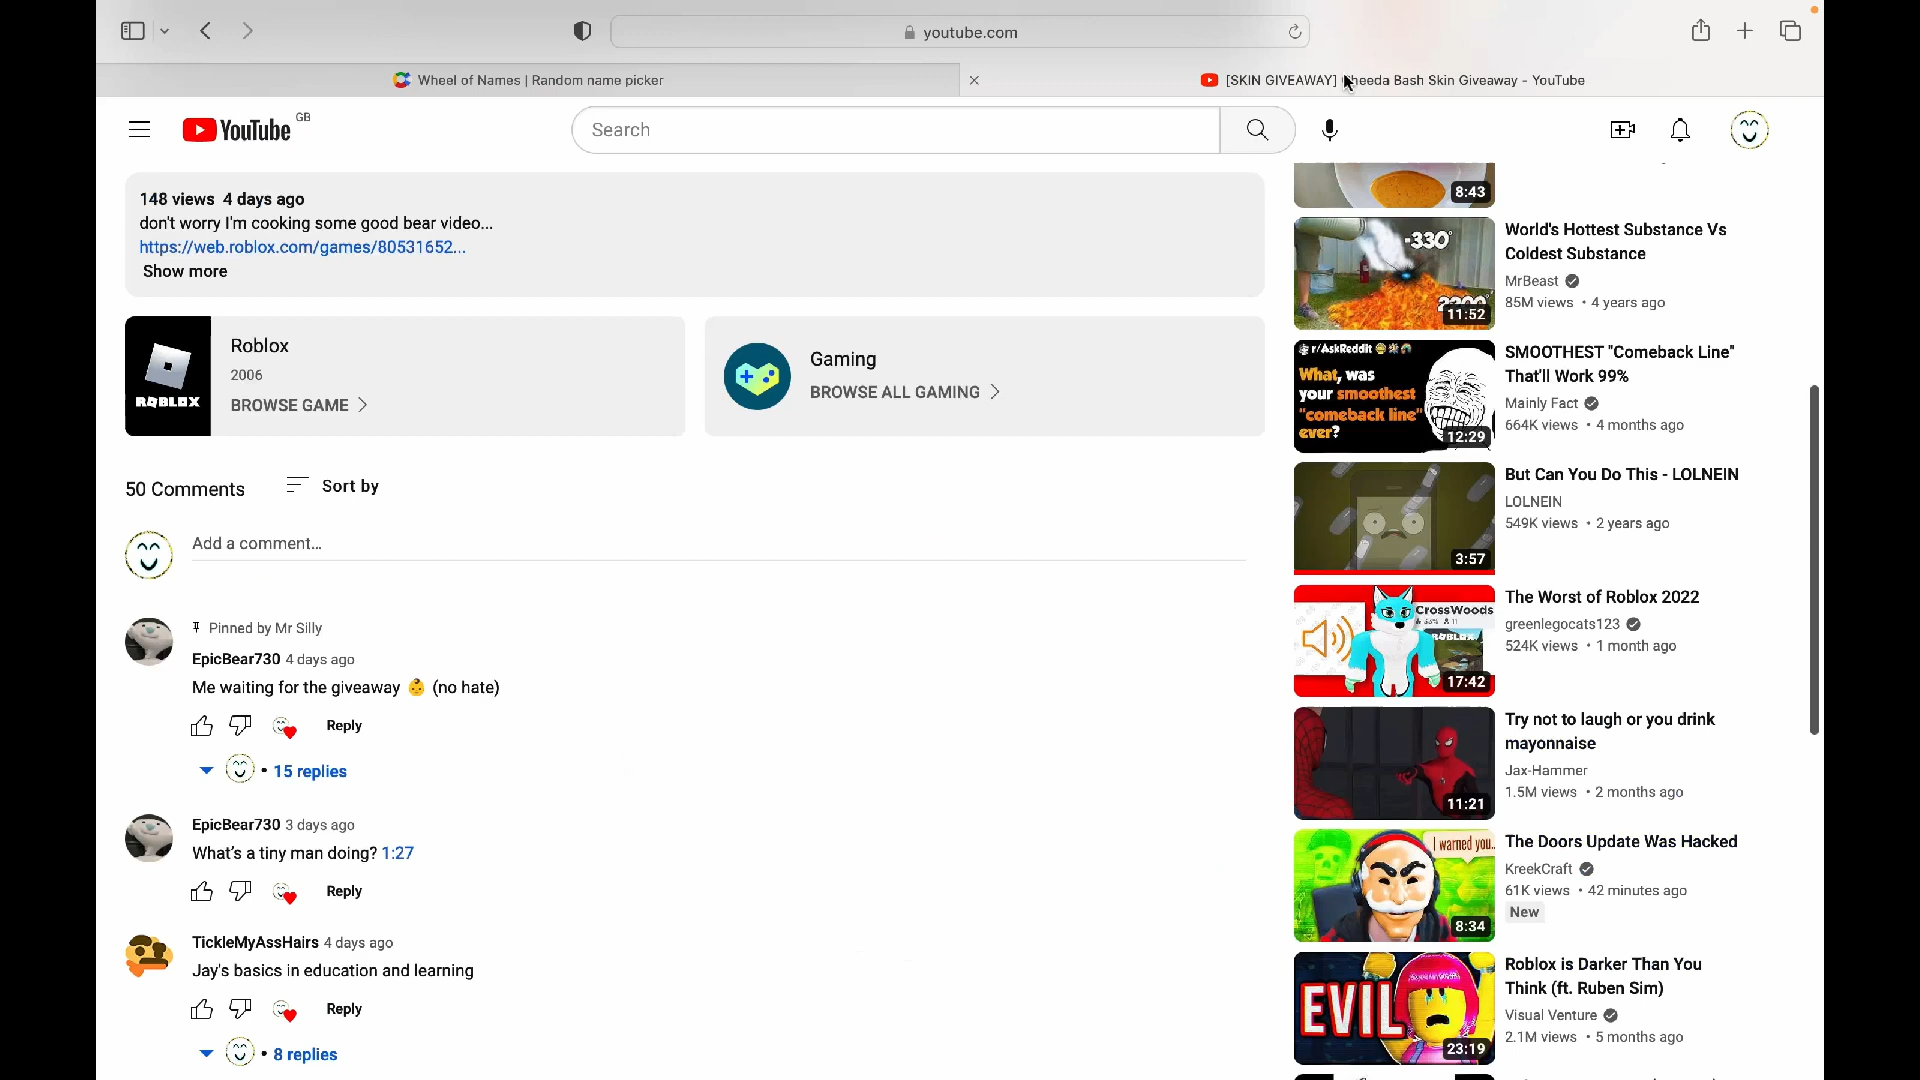 youtube.com
Wheel of Names | Random name picker
[SKIN GIVEAWAY] heeda Bash Skin Giveaway - YouTube
YouTube GB
Search
148 views 4 days ago
don't worry I'm cooking some good bear video...
https://web.roblox.com/games/80531652...
Show more
ROBLOX
Roblox
2006
BROWSE GAME
Gaming
BROWSE ALL GAMING
50 Comments
Sort by
Add a comment...
Pinned by Mr Silly
EpicBear730 4 days ago
Me waiting for the giveaway 👶 (no hate)
Reply
15 replies
EpicBear730 3 days ago
What's a tiny man doing? 1:27
Reply
TickleMyAssHairs 4 days ago
Jay's basics in education and learning
Reply
8 replies
8:43
-330°
11:52
World's Hottest Substance Vs
Coldest Substance
MrBeast
85M views • 4 years ago
r/AskReddit
What, was
your smoothest
"comeback line"
ever?
12:29
SMOOTHEST "Comeback Line"
That'll Work 99%
Mainly Fact
664K views • 4 months ago
3:57
But Can You Do This - LOLNEIN
LOLNEIN
549K views • 2 years ago
CrossWoods
17:42
The Worst of Roblox 2022
greenlegocats123
524K views • 1 month ago
11:21
Try not to laugh or you drink
mayonnaise
Jax-Hammer
1.5M views • 2 months ago
I warned you..
8:34
The Doors Update Was Hacked
KreekCraft
61K views • 42 minutes ago
New
EVIL
23:19
Roblox is Darker Than You
Think (ft. Ruben Sim)
Visual Venture
2.1M views • 5 months ago